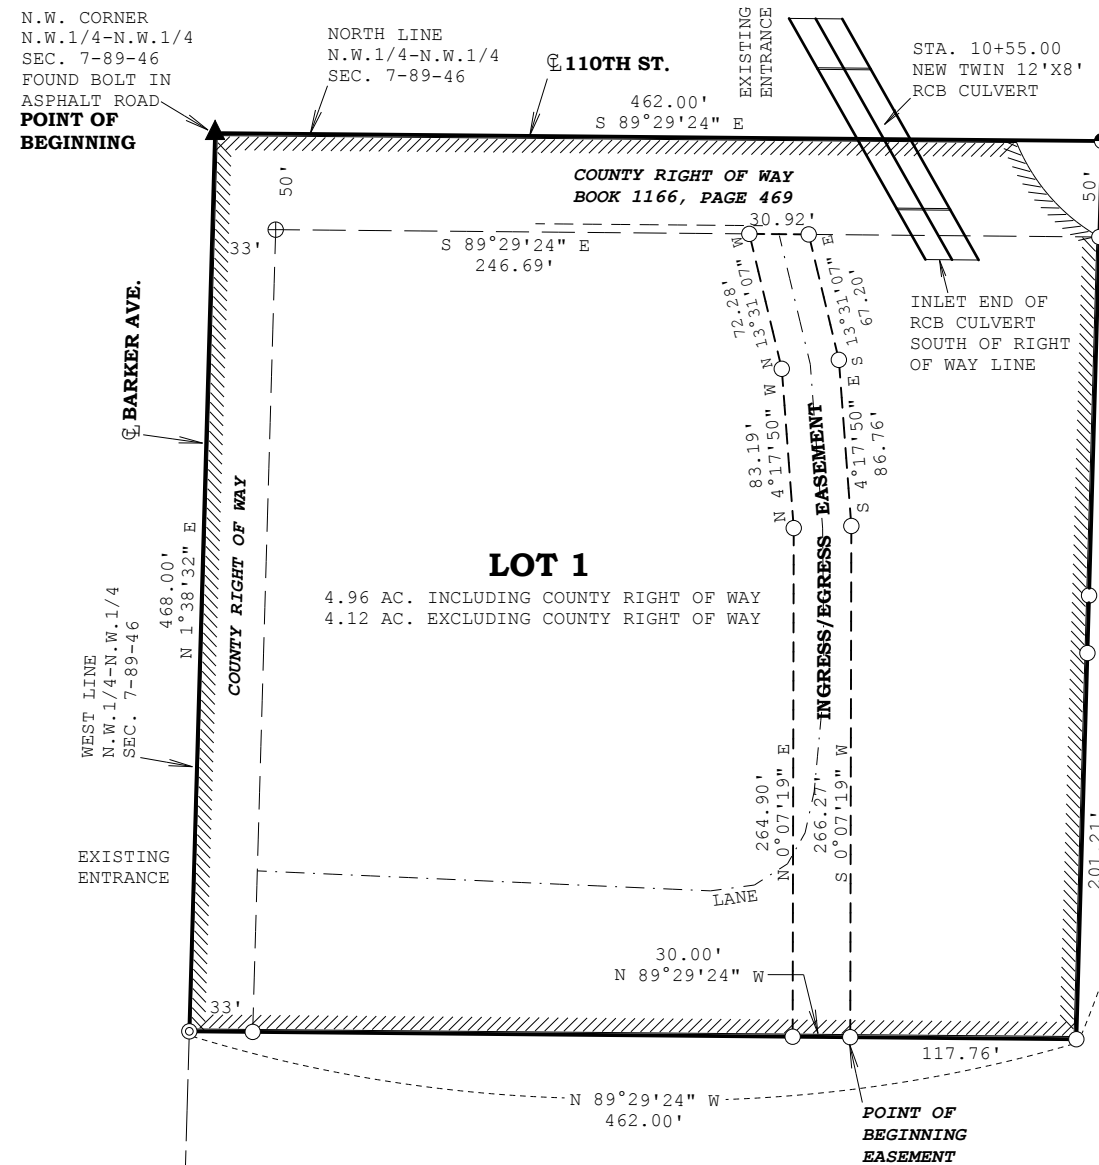 N.W. CORNER
N.W.1/4-N.W.1/4
SEC. 7-89-46
FOUND BOLT IN
ASPHALT ROAD
POINT OF
BEGINNING
NORTH LINE
N.W.1/4-N.W.1/4
SEC. 7-89-46
℄ 110TH ST.
462.00'
S 89°29'24" E
EXISTING
ENTRANCE
STA. 10+55.00
NEW TWIN 12'X8'
RCB CULVERT
50'
COUNTY RIGHT OF WAY
BOOK 1166, PAGE 469
50'
33'
S 89°29'24" E
246.69'
30.92'
72.28'
N 13°31'07" W
S 13°31'07" E
67.20'
INLET END OF
RCB CULVERT
SOUTH OF RIGHT
OF WAY LINE
℄ BARKER AVE.
83.19'
N 4°17'50" W
S 4°17'50" E
86.76'
INGRESS/EGRESS EASEMENT
COUNTY RIGHT OF WAY
468.00'
N 1°38'32" E
LOT 1
4.96 AC. INCLUDING COUNTY RIGHT OF WAY
4.12 AC. EXCLUDING COUNTY RIGHT OF WAY
WEST LINE
N.W.1/4-N.W.1/4
SEC. 7-89-46
264.90'
N 0°07'19" E
266.27'
S 0°07'19" W
201.21'
EXISTING
ENTRANCE
LANE
30.00'
N 89°29'24" W
33'
117.76'
N 89°29'24" W
462.00'
POINT OF
BEGINNING
EASEMENT